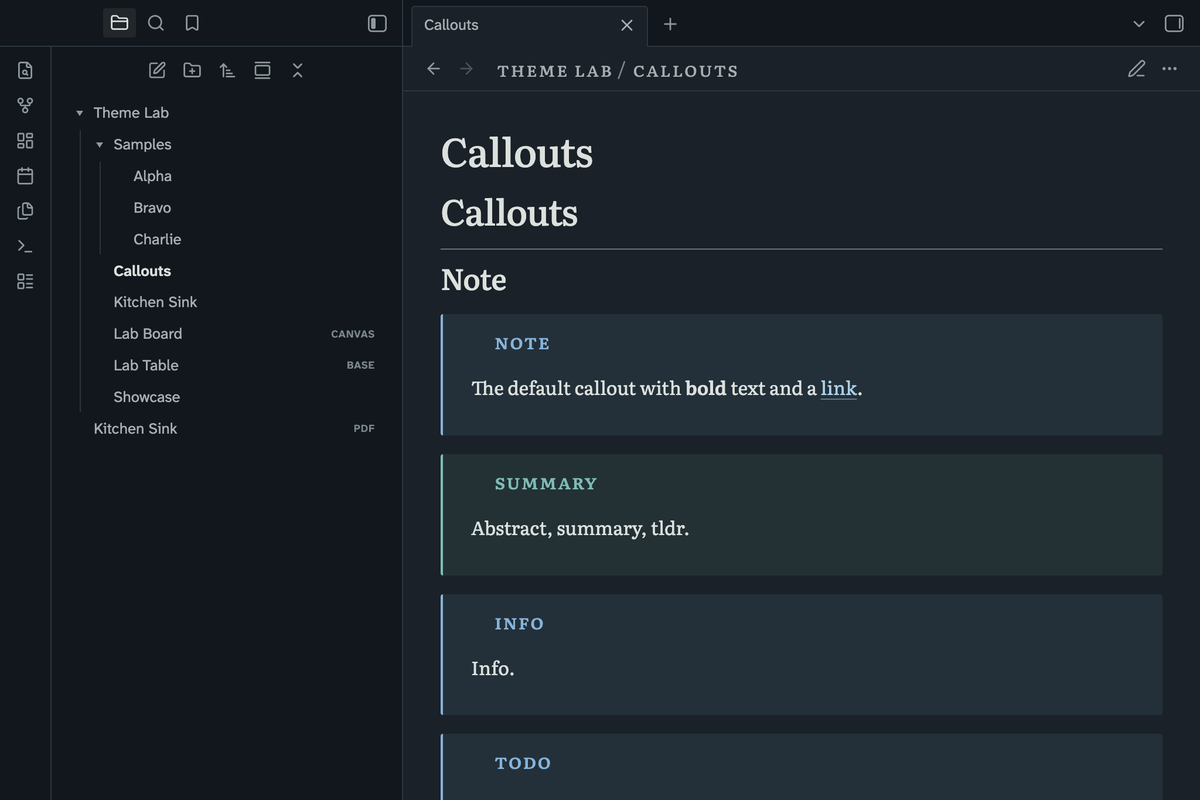 Callouts
THEME LAB / CALLOUTS
Theme Lab
Samples
Alpha
Bravo
Charlie
Callouts
Kitchen Sink
Lab Board CANVAS
Lab Table BASE
Showcase
Kitchen Sink PDF
Callouts
Callouts
Note
NOTE
The default callout with bold text and a link.
SUMMARY
Abstract, summary, tldr.
INFO
Info.
TODO